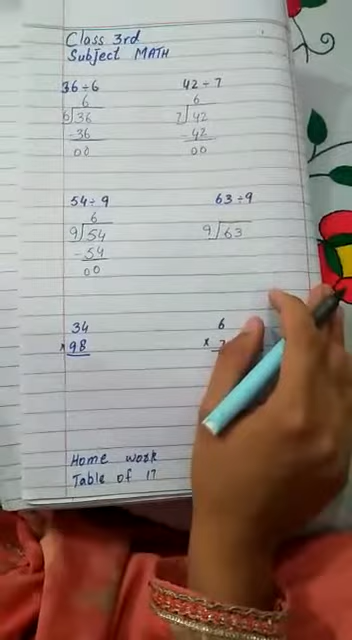 Class 3rd
Subject MATH
36 ÷ 6
6
6)36
-36
00
42 ÷ 7
6
7)42
-42
00
54 ÷ 9
6
9)54
-54
00
63 ÷ 9
9)63
34
×98
6
×
Home work
Table of 17